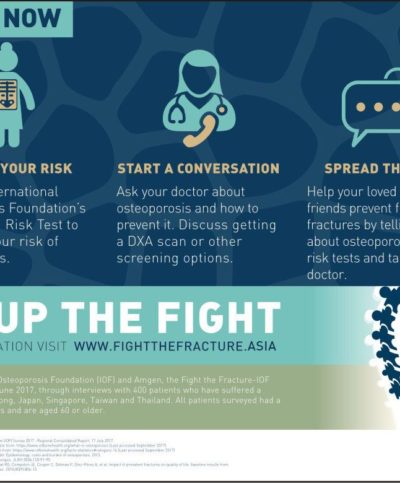 NOW
YOUR RISK
ernational
s Foundation's
Risk Test to
ur risk of
s.
START A CONVERSATION
Ask your doctor about
osteoporosis and how to
prevent it. Discuss getting
a DXA scan or other
screening options.
SPREAD TH
Help your loved
friends prevent f
fractures by telli
about osteoporo
risk tests and ta
doctor.
UP THE FIGHT
ATION VISIT WWW.FIGHTTHEFRACTURE.ASIA
Osteoporosis Foundation (IOF) and Amgen, the Fight the Fracture-IOF
une 2017, through interviews with 400 patients who have suffered a
ong, Japan, Singapore, Taiwan and Thailand. All patients surveyed had a
s and are aged 60 or older.